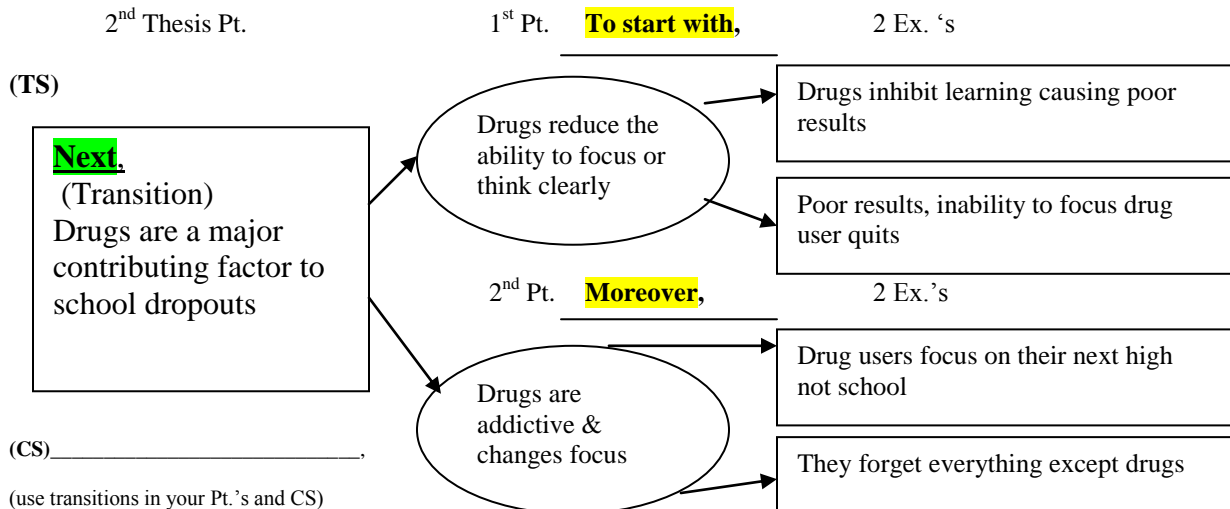 2nd Thesis Pt.
1st Pt. To start with, 2 Ex. ‘s
(TS)
Next,
(Transition)
Drugs are a major
contributing factor to
school dropouts
Drugs reduce the
ability to focus or
think clearly
Drugs inhibit learning causing poor
results
Poor results, inability to focus drug
user quits
2nd Pt. Moreover, 2 Ex.'s
Drugs are
addictive &
changes focus
Drug users focus on their next high
not school
They forget everything except drugs
(CS)____________________________,
(use transitions in your Pt.'s and CS)